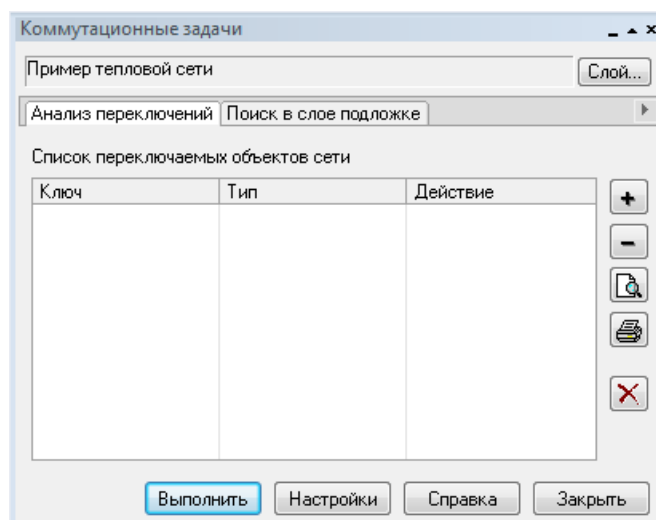 Коммутационные задачи
Пример тепловой сети
Слой...
Анализ переключений Поиск в слое подложке
Список переключаемых объектов сети
Ключ Тип Действие
Выполнить Настройки Справка Закрыть